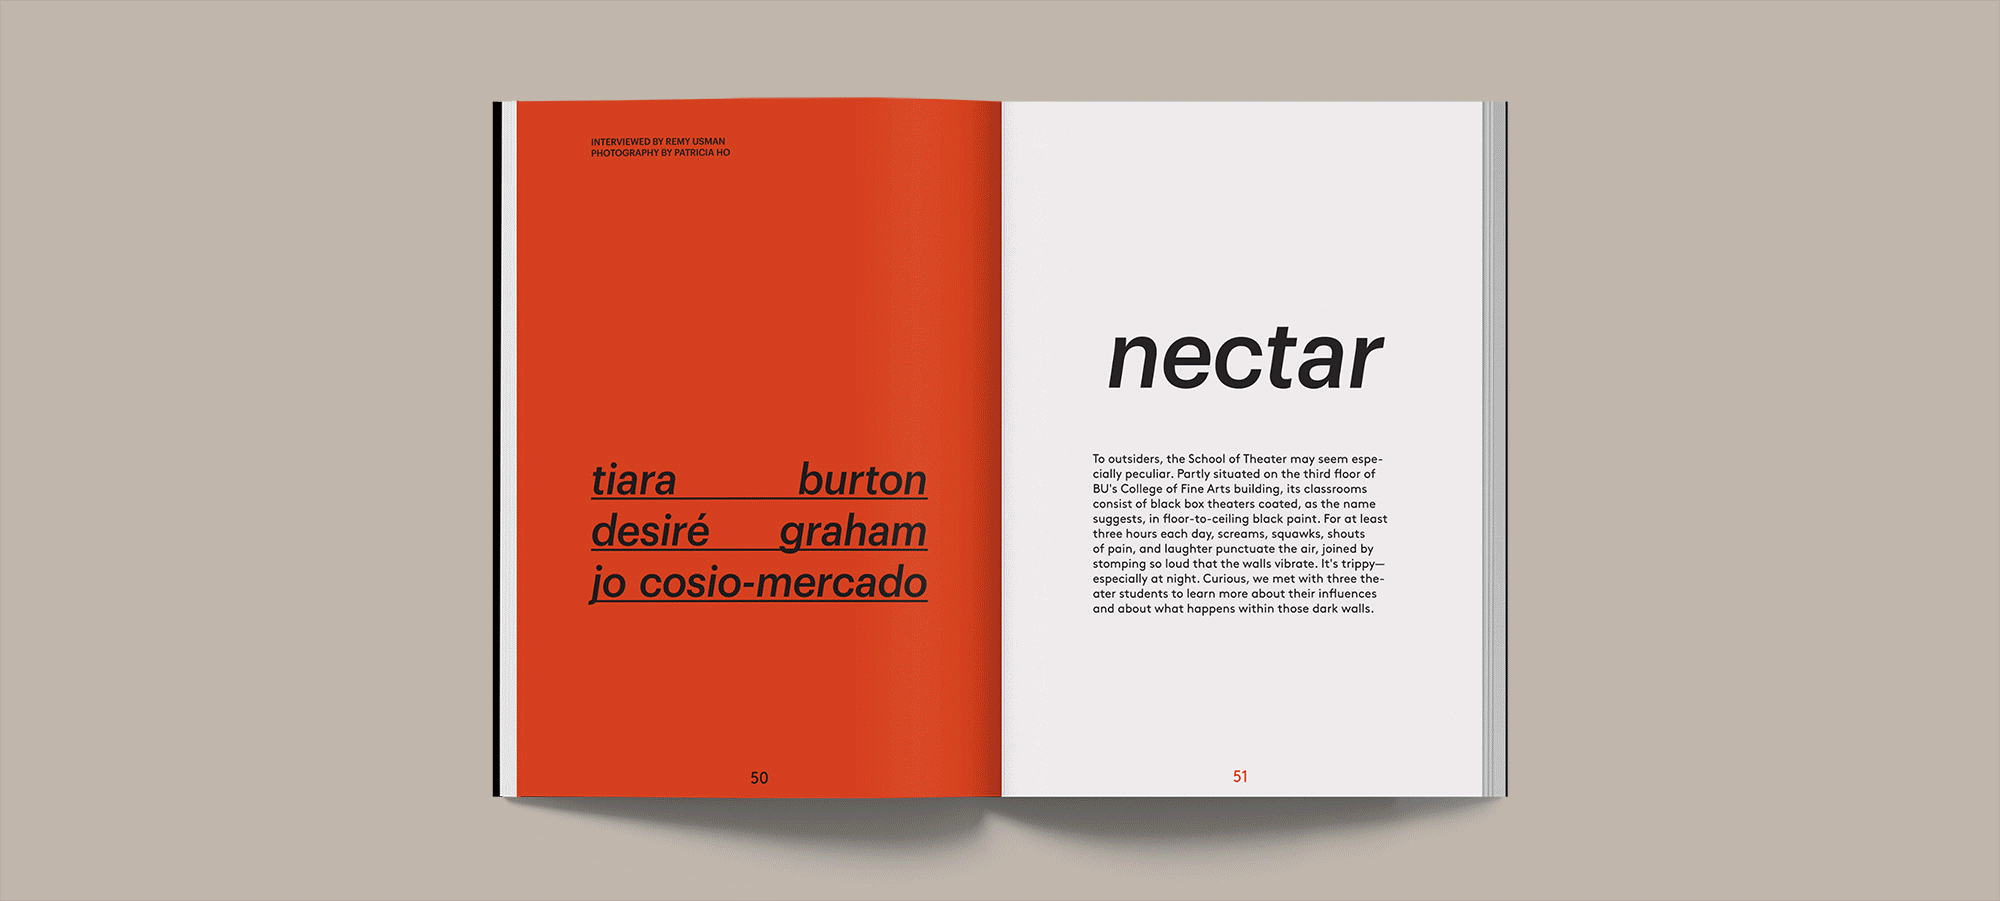 INTERVIEWED BY REMY USMAN
PHOTOGRAPHY BY PATRICIA HO
tiara burton
desiré graham
jo cosio-mercado
50
nectar
To outsiders, the School of Theater may seem espe-
cially peculiar. Partly situated on the third floor of
BU's College of Fine Arts building, its classrooms
consist of black box theaters coated, as the name
suggests, in floor-to-ceiling black paint. For at least
three hours each day, screams, squawks, shouts
of pain, and laughter punctuate the air, joined by
stomping so loud that the walls vibrate. It's trippy—
especially at night. Curious, we met with three the-
ater students to learn more about their influences
and about what happens within those dark walls.
51